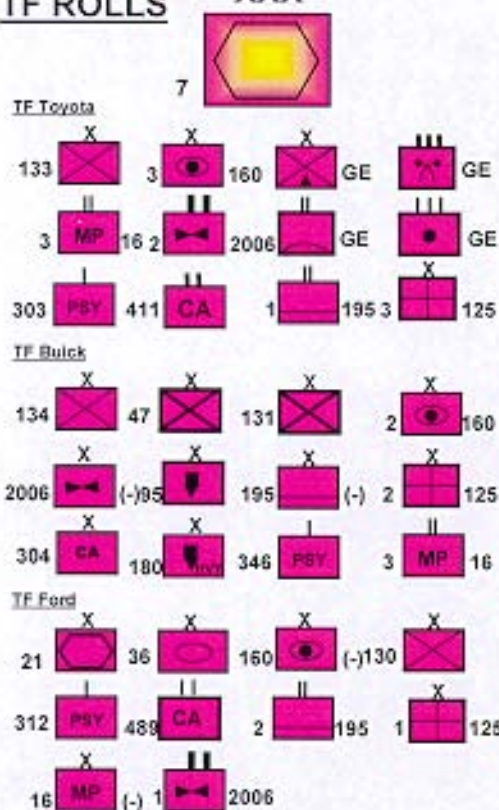 TF ROLLS
XXX
7
TF Toyota
X X X III
133 3 160 GE GE
II II II III
3 MP 16 2 2006 GE GE
I II II X
303 PSY 411 CA 1 195 3 125
TF Buick
X X X X
134 47 131 2 160
X X X X
2006 (-)95 195 (-) 2 125
X X I II
304 CA 180 346 PSY 3 MP 16
TF Ford
X X X X
21 36 160 (-)130
I II II X
312 PSY 489 CA 2 195 1 125
X II
16 MP (-) 1 2006